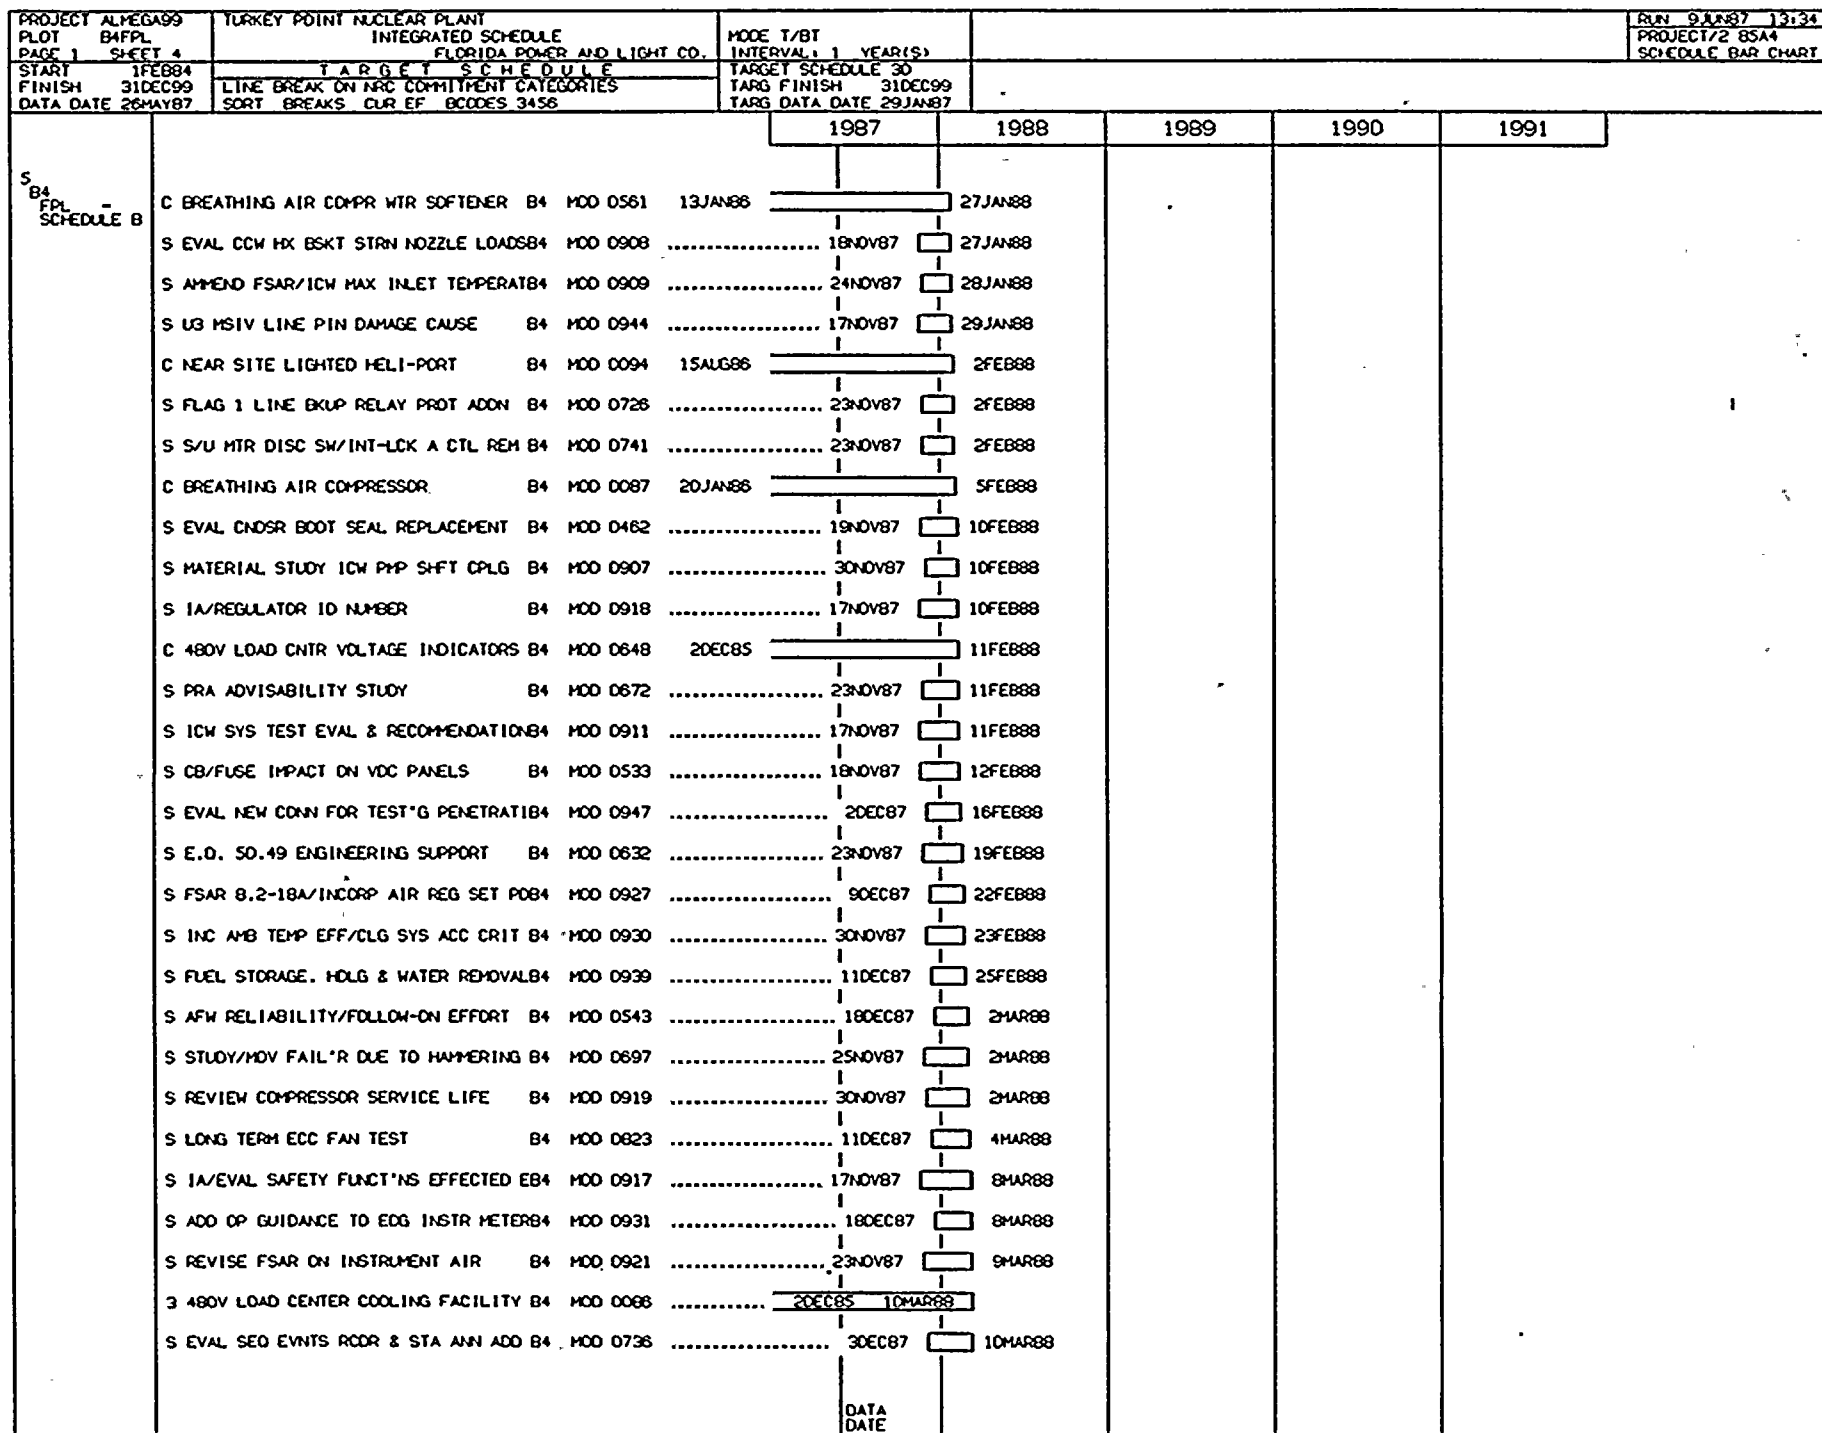 PROJECT ALMEGA99
PLOT B4FPL
PAGE 1 SHEET 4
TURKEY POINT NUCLEAR PLANT
INTEGRATED SCHEDULE
FLORIDA POWER AND LIGHT CO.
MODE T/BT
INTERVAL: 1 YEAR(S)
RUN 9JUN87 13:34
PROJECT/2 85A4
SCHEDULE BAR CHART
START 1FEB84
FINISH 31DEC99
DATA DATE 26MAY87
TARGET SCHEDULE
LINE BREAK ON NRC COMMITMENT CATEGORIES
SORT BREAKS CUR EF BCODES 3456
TARGET SCHEDULE 30
TARG FINISH 31DEC99
TARG DATA DATE 29JAN87
1987 1988 1989 1990 1991
S
B4
FPL -
SCHEDULE B
C BREATHING AIR COMPR WTR SOFTENER B4 MOD 0561 13JAN86 27JAN88
S EVAL CCW HX BSKT STRN NOZZLE LOADSB4 MOD 0908 .................. 18NOV87 27JAN88
S AMMEND FSAR/ICW MAX INLET TEMPERATB4 MOD 0909 .................. 24NOV87 28JAN88
S U3 MSIV LINE PIN DAMAGE CAUSE B4 MOD 0944 .................. 17NOV87 29JAN88
C NEAR SITE LIGHTED HELI-PORT B4 MOD 0094 15AUG86 2FEB88
S FLAG 1 LINE BKUP RELAY PROT ADDN B4 MOD 0726 .................. 23NOV87 2FEB88
S S/U MTR DISC SW/INT-LCK A CTL REM B4 MOD 0741 .................. 23NOV87 2FEB88
C BREATHING AIR COMPRESSOR B4 MOD 0087 20JAN86 5FEB88
S EVAL CNDSR BOOT SEAL REPLACEMENT B4 MOD 0462 .................. 19NOV87 10FEB88
S MATERIAL STUDY ICW PMP SHFT CPLG B4 MOD 0907 .................. 30NOV87 10FEB88
S IA/REGULATOR ID NUMBER B4 MOD 0918 .................. 17NOV87 10FEB88
C 480V LOAD CNTR VOLTAGE INDICATORS B4 MOD 0648 2DEC85 11FEB88
S PRA ADVISABILITY STUDY B4 MOD 0672 .................. 23NOV87 11FEB88
S ICW SYS TEST EVAL & RECOMMENDATIONB4 MOD 0911 .................. 17NOV87 11FEB88
S CB/FUSE IMPACT ON VDC PANELS B4 MOD 0533 .................. 18NOV87 12FEB88
S EVAL NEW CONN FOR TEST'G PENETRATIB4 MOD 0947 .................. 2DEC87 16FEB88
S E.Q. 50.49 ENGINEERING SUPPORT B4 MOD 0632 .................. 23NOV87 19FEB88
S FSAR 8.2-18A/INCORP AIR REG SET POB4 MOD 0927 .................. 9DEC87 22FEB88
S INC AMB TEMP EFF/CLG SYS ACC CRIT B4 MOD 0930 .................. 30NOV87 23FEB88
S FUEL STORAGE, HDLG & WATER REMOVALB4 MOD 0939 .................. 11DEC87 25FEB88
S AFW RELIABILITY/FOLLOW-ON EFFORT B4 MOD 0543 .................. 18DEC87 2MAR88
S STUDY/MOV FAIL'R DUE TO HAMMERING B4 MOD 0697 .................. 25NOV87 2MAR88
S REVIEW COMPRESSOR SERVICE LIFE B4 MOD 0919 .................. 30NOV87 2MAR88
S LONG TERM ECC FAN TEST B4 MOD 0823 .................. 11DEC87 4MAR88
S IA/EVAL SAFETY FUNCT'NS EFFECTED EB4 MOD 0917 .................. 17NOV87 8MAR88
S ADD OP GUIDANCE TO EDG INSTR METERB4 MOD 0931 .................. 18DEC87 8MAR88
S REVISE FSAR ON INSTRUMENT AIR B4 MOD 0921 .................. 23NOV87 9MAR88
3 480V LOAD CENTER COOLING FACILITY B4 MOD 0086 ........... 2DEC85 10MAR88
S EVAL SEQ EVNTS RCDR & STA ANN ADD B4 MOD 0736 .................. 3DEC87 10MAR88
DATA
DATE